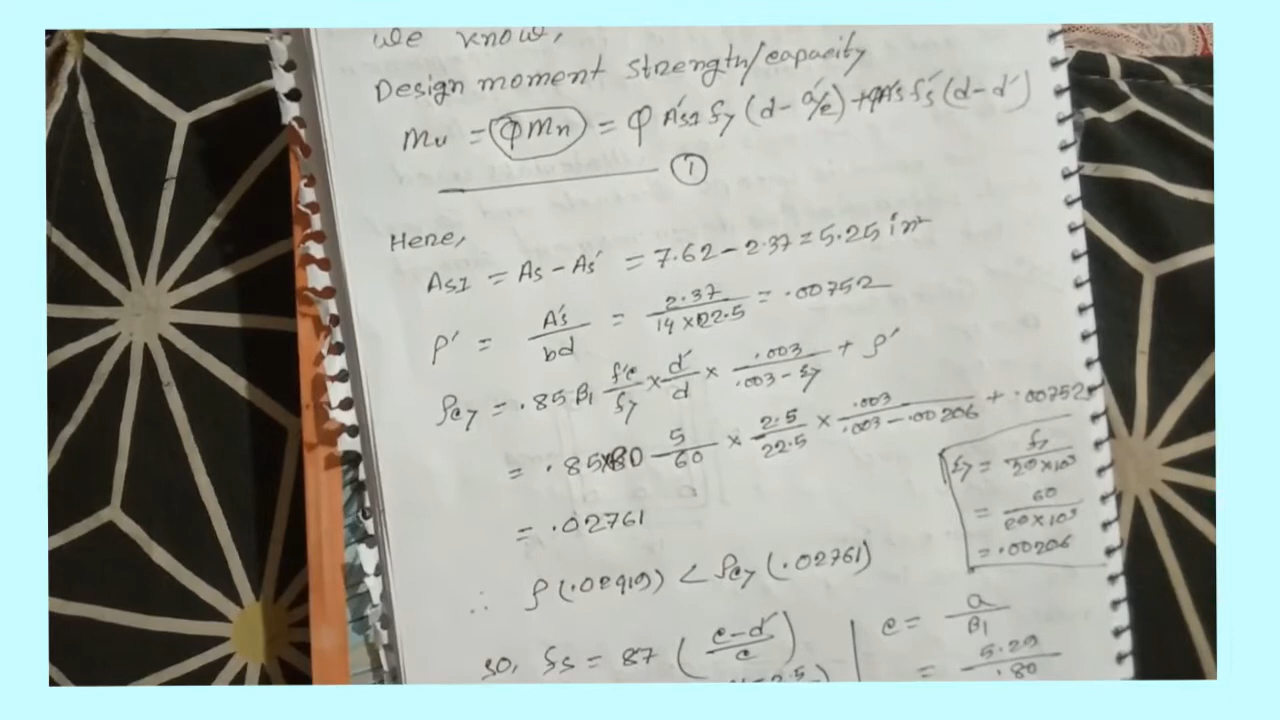 We know,
Design moment strength/capacity
Mu = φMn = φ A's1 fy (d - a/2) + φA's f's (d - d')
①
Here,
As1 = As - As' = 7.62 - 2.37 = 5.25 in²
ρ' = A's/bd = 2.37/14×22.5 = .00752
ρcy = .85 β1 f'c/fy × d'/d × .003/.003-εy + ρ'
= .85×80 5/60 × 2.5/22.5 × .003/.003-.00206 + .00752
= .02761
εy = fy/29×10³
= 60/29×10³
= .00206
∴ ρ(.02419) < ρcy (.02761)
so, fs = 87 (c-d'/c)
c = a/β1
= 5.29/.80